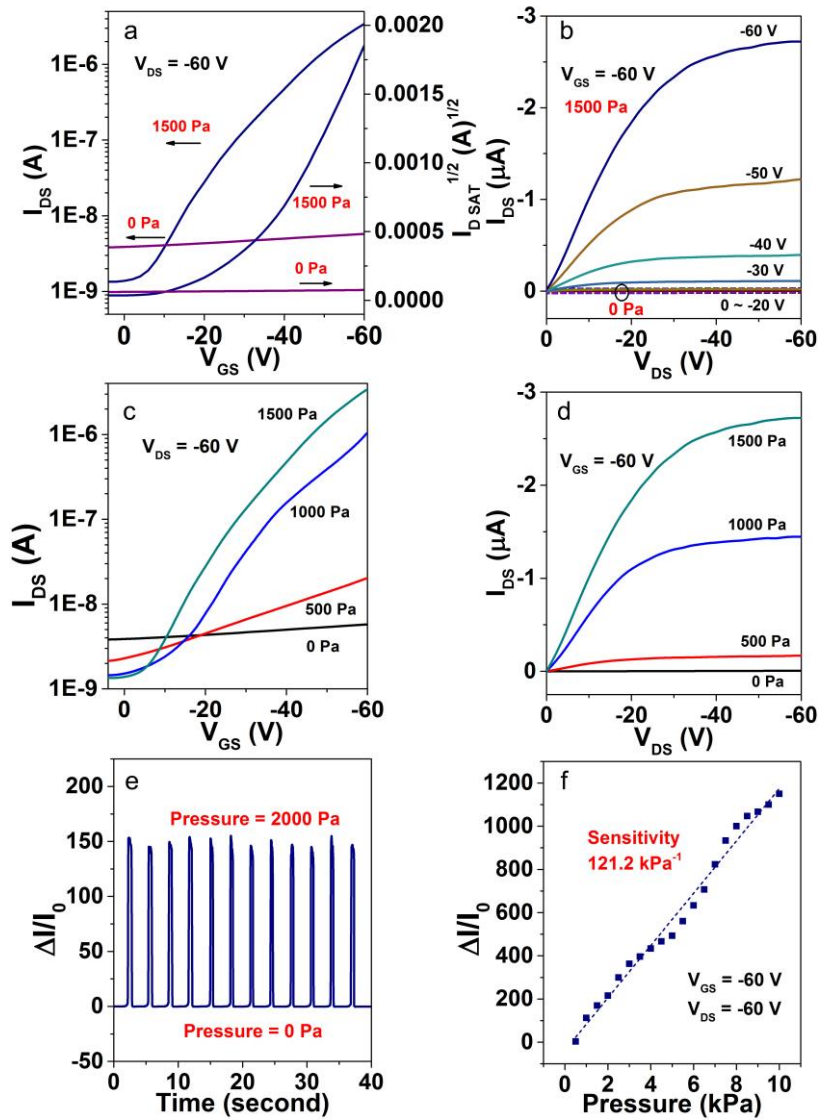 a
V_DS = -60 V
1500 Pa
0 Pa
1500 Pa
0 Pa
1E-6
1E-7
1E-8
1E-9
I_DS (A)
0.0020
0.0015
0.0010
0.0005
0.0000
I_D SAT^1/2 (A)^1/2
0 -20 -40 -60
V_GS (V)
b
-60 V
V_GS = -60 V
1500 Pa
-50 V
-40 V
-30 V
0 ~ -20 V
0 Pa
-3
-2
-1
0
I_DS (μA)
0 -20 -40 -60
V_DS (V)
c
1500 Pa
V_DS = -60 V
1000 Pa
500 Pa
0 Pa
1E-6
1E-7
1E-8
1E-9
I_DS (A)
0 -20 -40 -60
V_GS (V)
d
1500 Pa
V_GS = -60 V
1000 Pa
500 Pa
0 Pa
-3
-2
-1
0
I_DS (μA)
0 -20 -40 -60
V_DS (V)
e
Pressure = 2000 Pa
Pressure = 0 Pa
200
150
100
50
0
-50
ΔI/I_0
0 10 20 30 40
Time (second)
f
Sensitivity
121.2 kPa^-1
V_GS = -60 V
V_DS = -60 V
1200
1000
800
600
400
200
0
ΔI/I_0
0 2 4 6 8 10
Pressure (kPa)